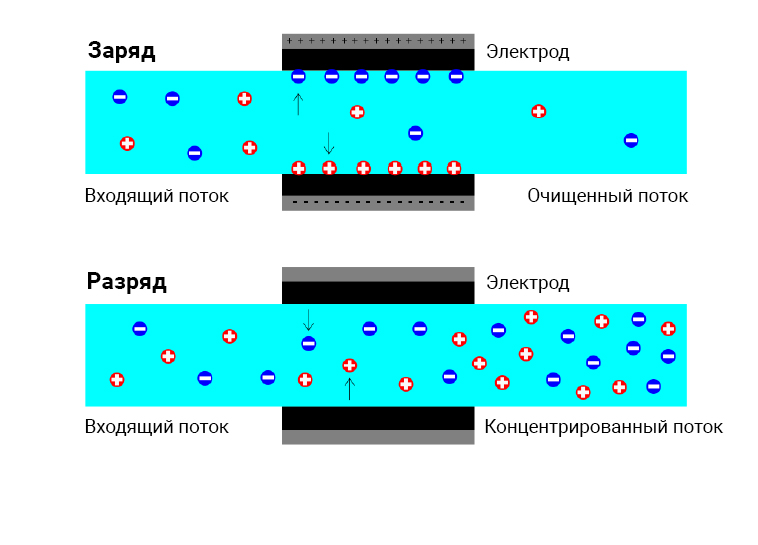 Заряд
Электрод
Входящий поток
Очищенный поток
Разряд
Электрод
Входящий поток
Концентрированный поток